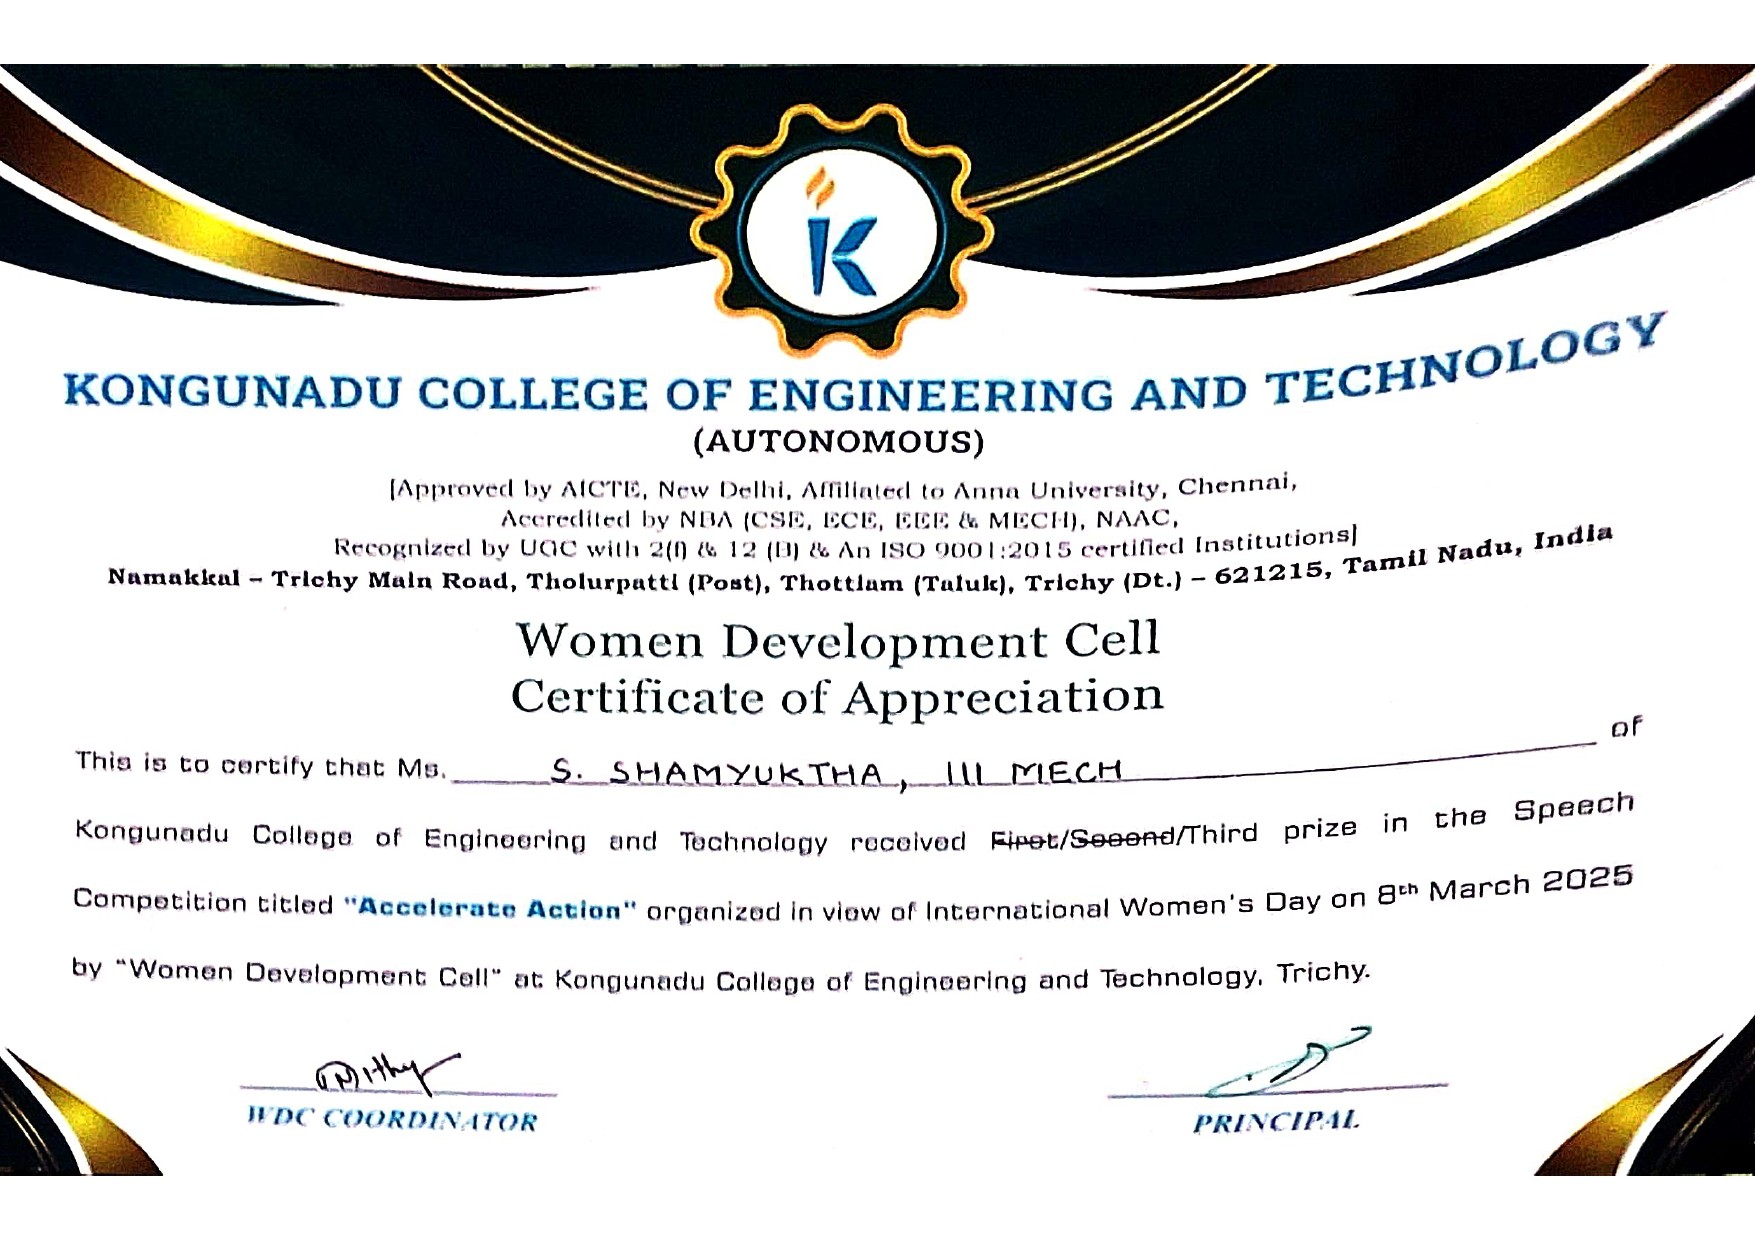 K
KONGUNADU COLLEGE OF ENGINEERING AND TECHNOLOGY
(AUTONOMOUS)
[Approved by AICTE, New Delhi, Affiliated to Anna University, Chennai,
Accredited by NBA (CSE, ECE, EEE & MECH), NAAC,
Recognized by UGC with 2(f) & 12 (B) & An ISO 9001:2015 certified Institutions]
Namakkal – Trichy Main Road, Tholurpatti (Post), Thottiam (Taluk), Trichy (Dt.) – 621215, Tamil Nadu, India
Women Development Cell
Certificate of Appreciation
This is to certify that Ms. S. SHAMYUKTHA, III MECH of
Kongunadu College of Engineering and Technology received First/Second/Third prize in the Speech
Competition titled "Accelerate Action" organized in view of International Women's Day on 8th March 2025
by "Women Development Cell" at Kongunadu College of Engineering and Technology, Trichy.
WDC COORDINATOR
PRINCIPAL